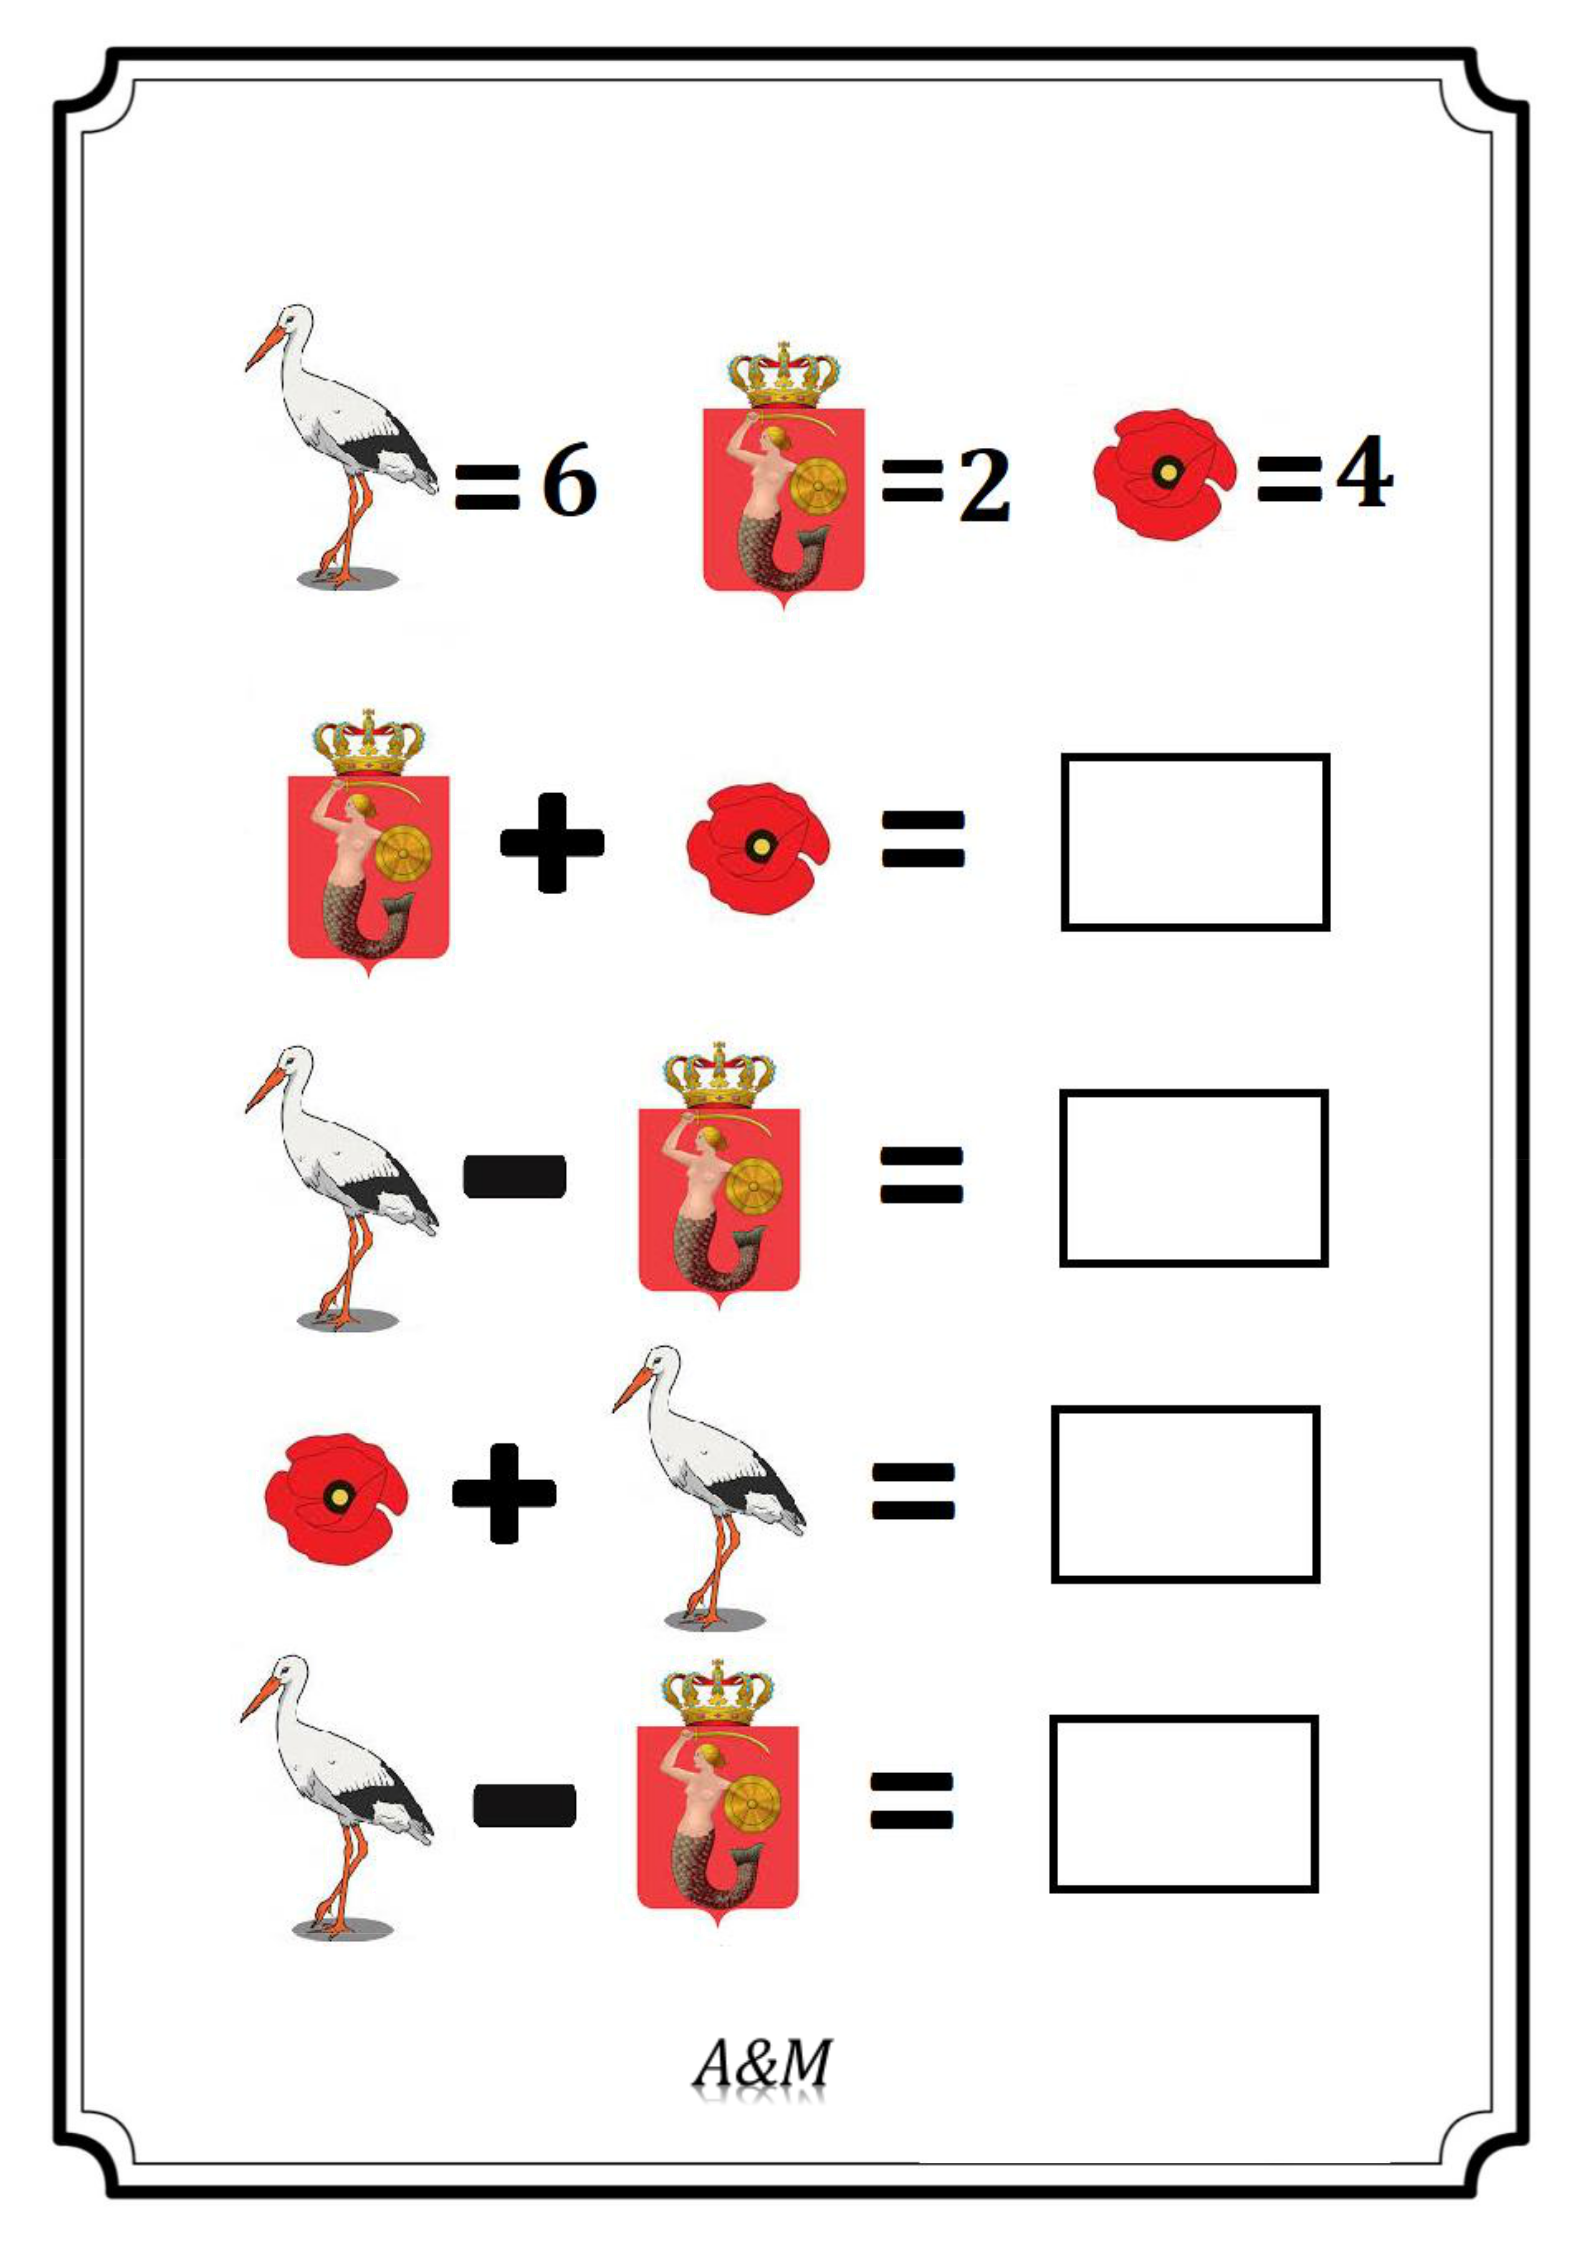 =6 =2 =4
+ =
- =
+ =
- =
A&M